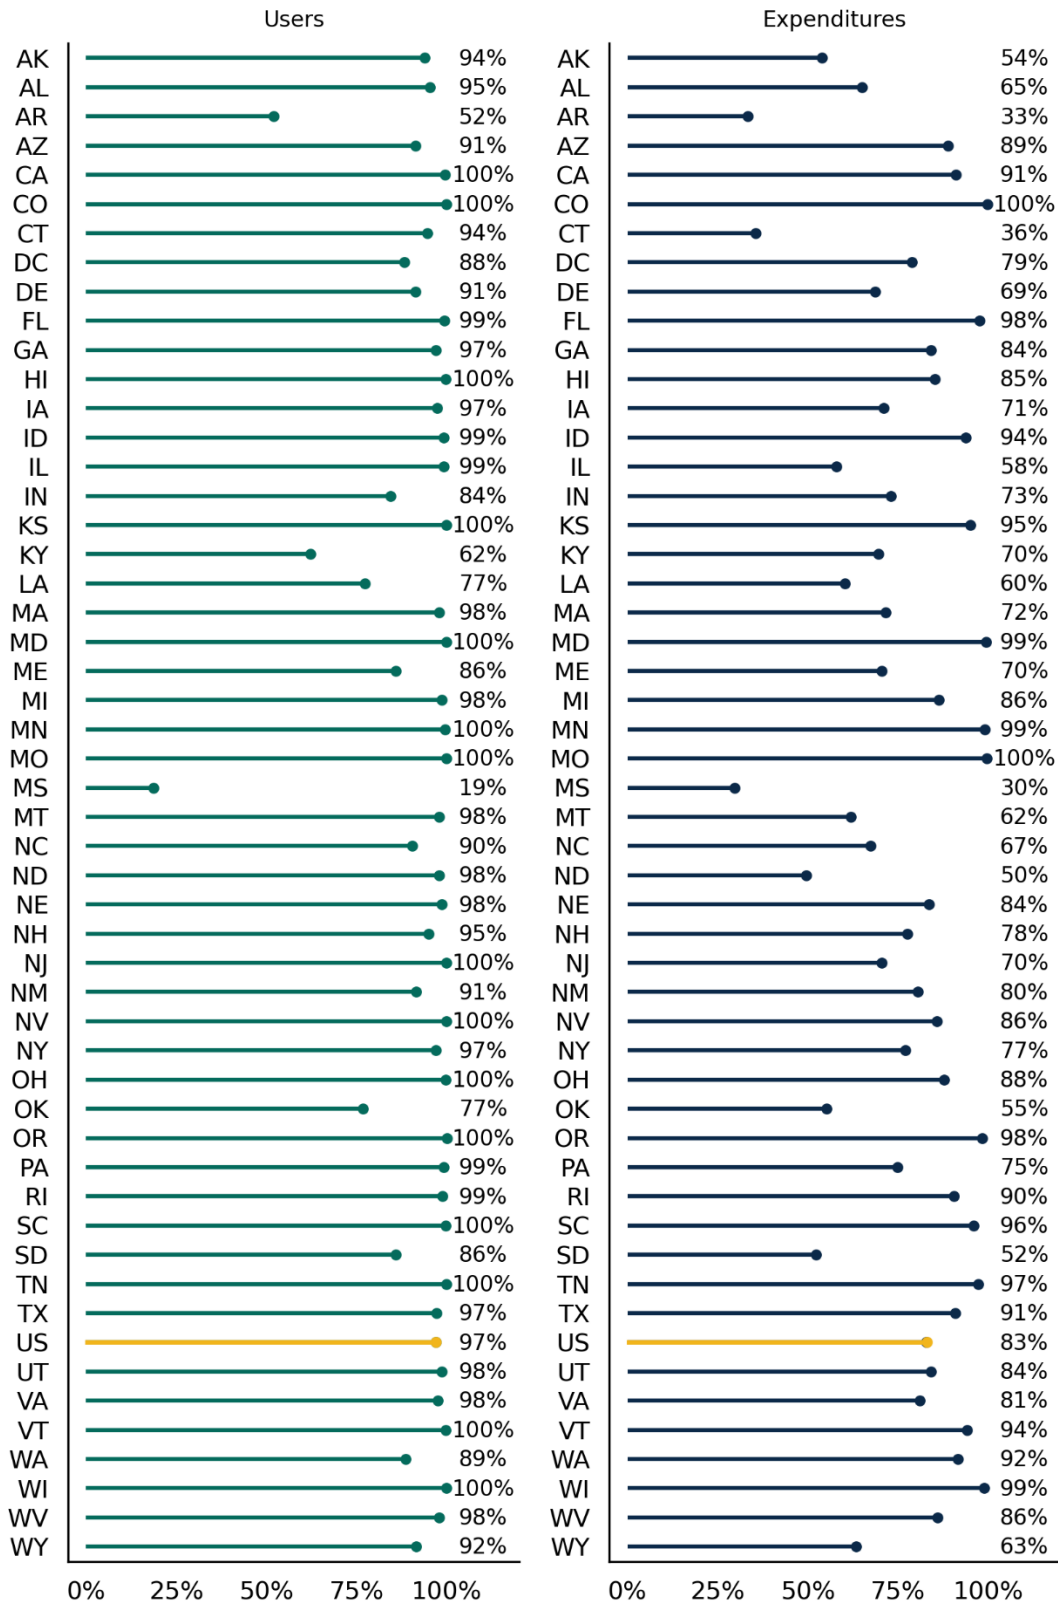 Users Expenditures
AK 94% AK 54%
AL 95% AL 65%
AR 52% AR 33%
AZ 91% AZ 89%
CA 100% CA 91%
CO 100% CO 100%
CT 94% CT 36%
DC 88% DC 79%
DE 91% DE 69%
FL 99% FL 98%
GA 97% GA 84%
HI 100% HI 85%
IA 97% IA 71%
ID 99% ID 94%
IL 99% IL 58%
IN 84% IN 73%
KS 100% KS 95%
KY 62% KY 70%
LA 77% LA 60%
MA 98% MA 72%
MD 100% MD 99%
ME 86% ME 70%
MI 98% MI 86%
MN 100% MN 99%
MO 100% MO 100%
MS 19% MS 30%
MT 98% MT 62%
NC 90% NC 67%
ND 98% ND 50%
NE 98% NE 84%
NH 95% NH 78%
NJ 100% NJ 70%
NM 91% NM 80%
NV 100% NV 86%
NY 97% NY 77%
OH 100% OH 88%
OK 77% OK 55%
OR 100% OR 98%
PA 99% PA 75%
RI 99% RI 90%
SC 100% SC 96%
SD 86% SD 52%
TN 100% TN 97%
TX 97% TX 91%
US 97% US 83%
UT 98% UT 84%
VA 98% VA 81%
VT 100% VT 94%
WA 89% WA 92%
WI 100% WI 99%
WV 98% WV 86%
WY 92% WY 63%
0% 25% 50% 75% 100% 0% 25% 50% 75% 100%